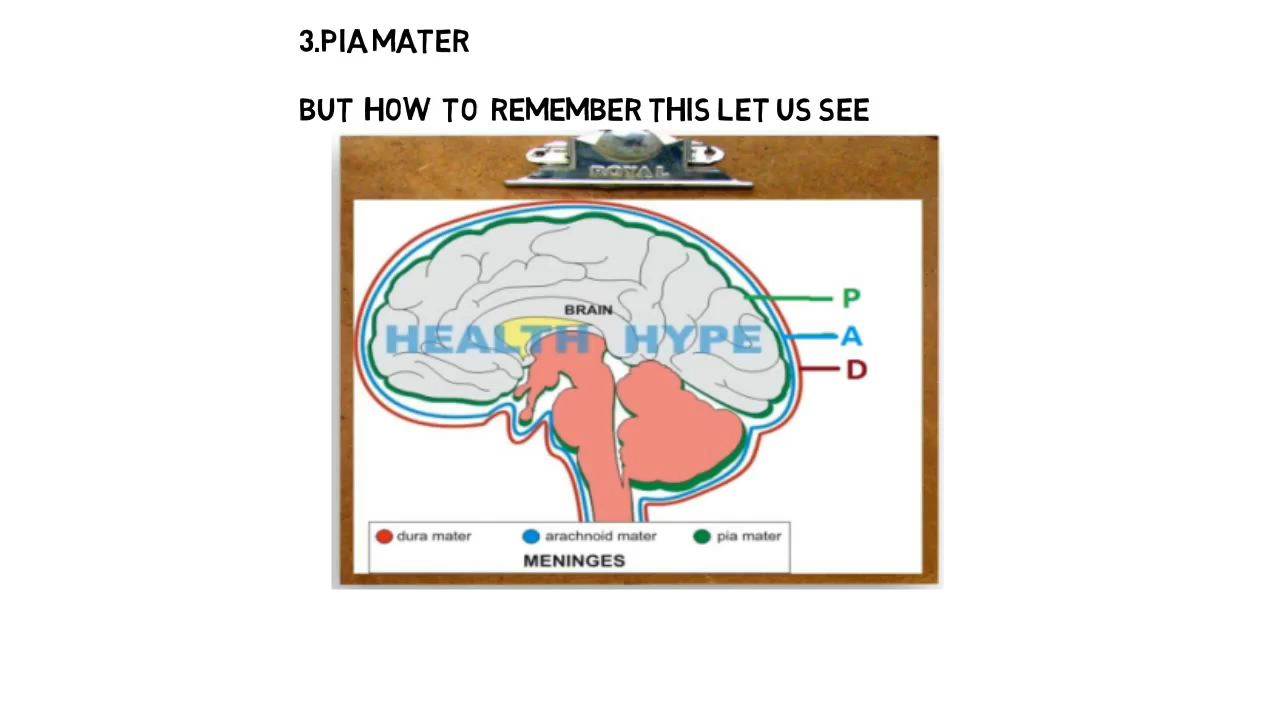 3.PIA MATER
BUT HOW TO REMEMBER THIS LET US SEE
ROYAL
BRAIN
HEALTH HYPE
P
A
D
dura mater arachnoid mater pia mater
MENINGES